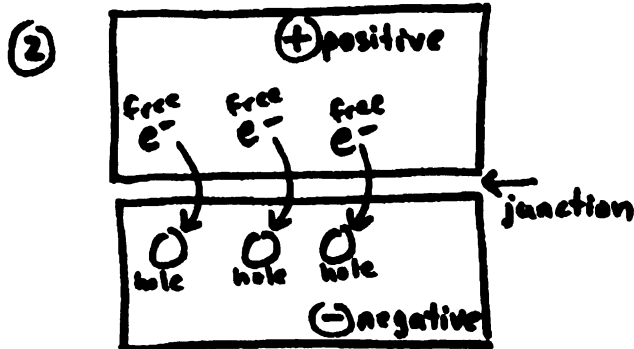 ② ⊕ positive
free free free
e⁻ e⁻ e⁻
junction
hole hole hole
⊖ negative